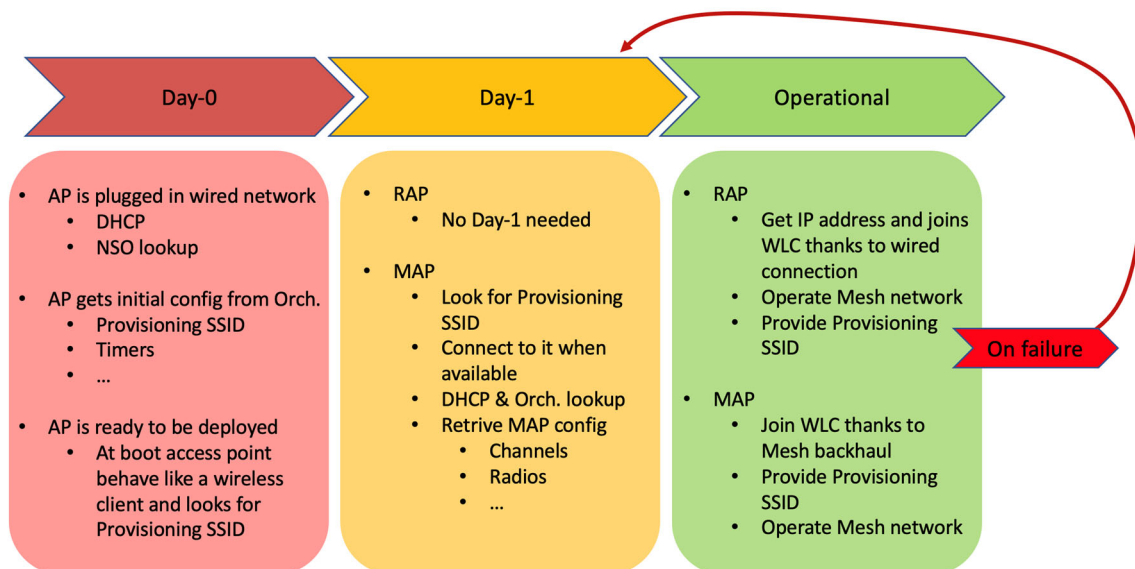 Day-0
Day-1
Operational
• AP is plugged in wired network
• DHCP
• NSO lookup
• AP gets initial config from Orch.
• Provisioning SSID
• Timers
• ...
• AP is ready to be deployed
• At boot access point
behave like a wireless
client and looks for
Provisioning SSID
• RAP
• No Day-1 needed
• MAP
• Look for Provisioning
SSID
• Connect to it when
available
• DHCP & Orch. lookup
• Retrive MAP config
• Channels
• Radios
• ...
• RAP
• Get IP address and joins
WLC thanks to wired
connection
• Operate Mesh network
• Provide Provisioning
SSID
On failure
• MAP
• Join WLC thanks to
Mesh backhaul
• Provide Provisioning
SSID
• Operate Mesh network